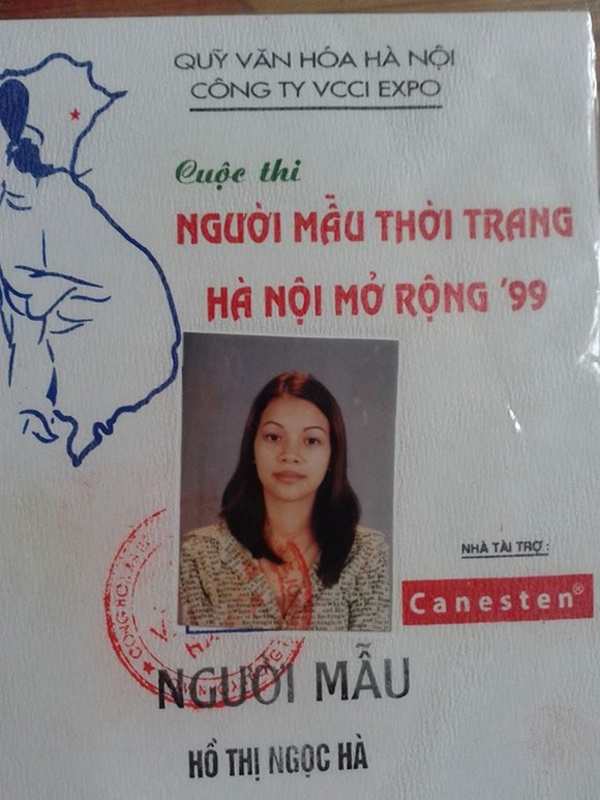 QUỸ VĂN HÓA HÀ NỘI
CÔNG TY VCCI EXPO
Cuộc thi
NGƯỜI MẪU THỜI TRANG
HÀ NỘI MỞ RỘNG '99
NHÀ TÀI TRỢ :
Canesten®
NGƯỜI MẪU
HỒ THỊ NGỌC HÀ